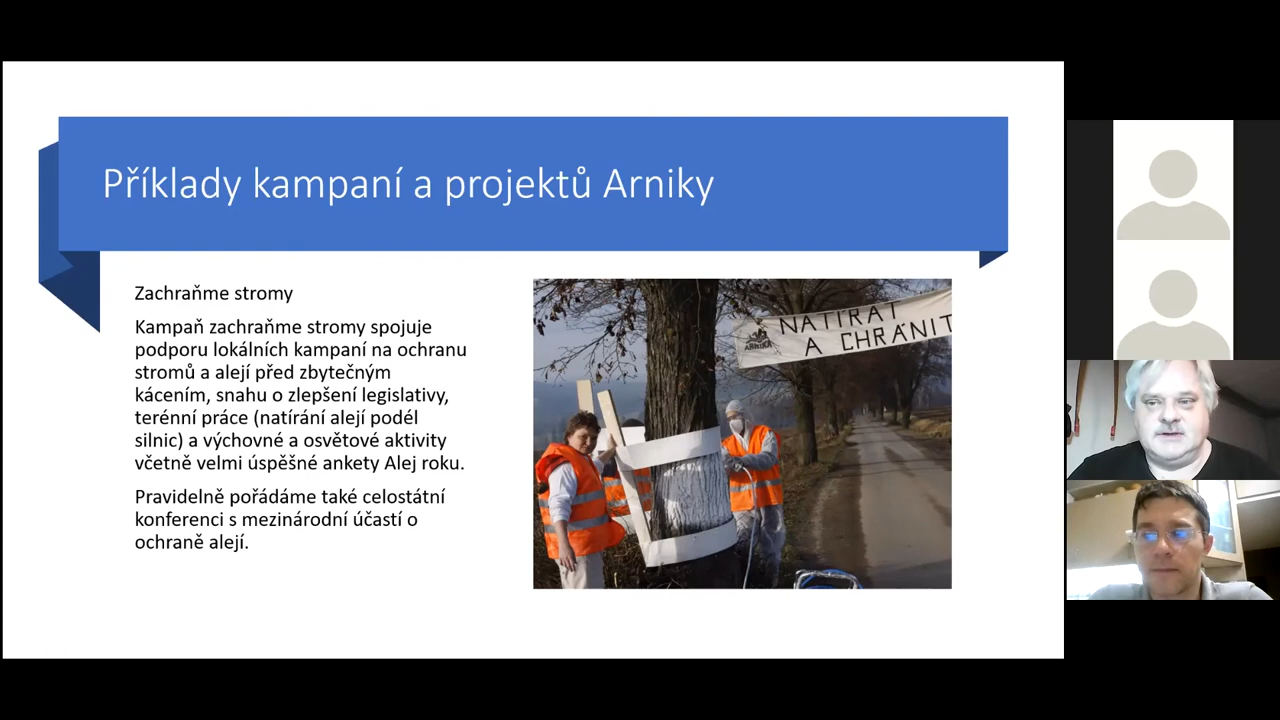 Příklady kampaní a projektů Arniky
Zachraňme stromy
Kampaň zachraňme stromy spojuje
podporu lokálních kampaní na ochranu
stromů a alejí před zbytečným
kácením, snahu o zlepšení legislativy,
terénní práce (natírání alejí podél
silnic) a výchovné a osvětové aktivity
včetně velmi úspěšné ankety Alej roku.
Pravidelně pořádáme také celostátní
konferenci s mezinárodní účastí o
ochraně alejí.
NATÍRAT
A CHRÁNIT
ARNIKA